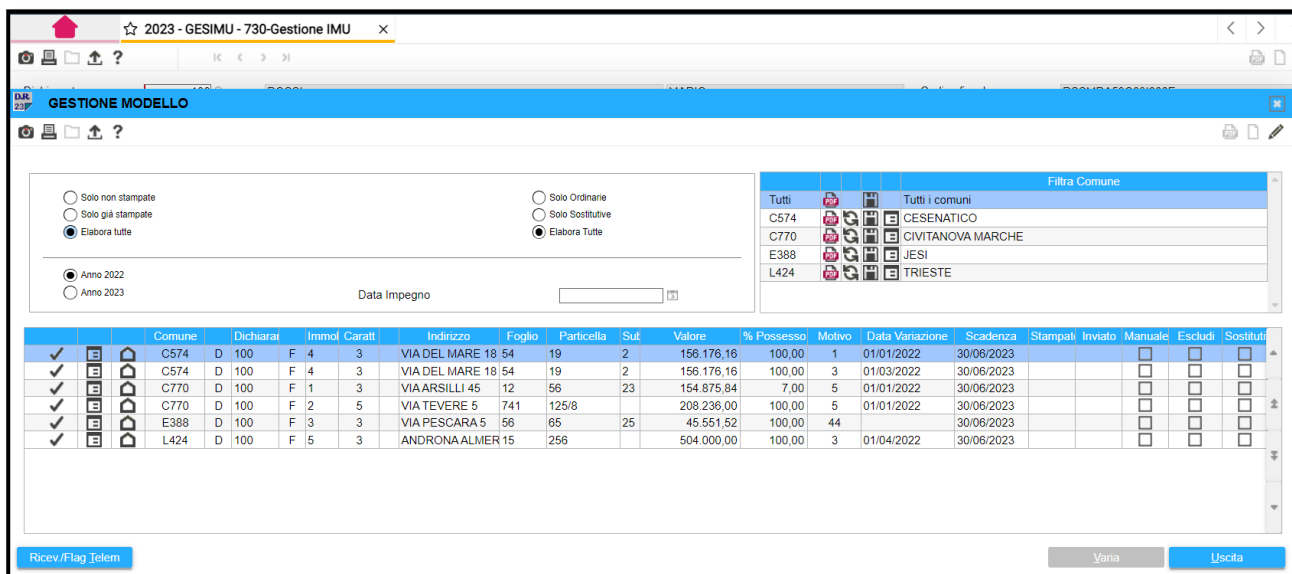 2023 - GESIMU - 730-Gestione IMU
D.R. 23
GESTIONE MODELLO
Solo non stampate
Solo già stampate
Elabora tutte
Solo Ordinarie
Solo Sostitutive
Elabora Tutte
Anno 2022
Anno 2023
Data Impegno
Filtra Comune
Tutti PDF Tutti i comuni
C574 PDF CESENATICO
C770 PDF CIVITANOVA MARCHE
E388 PDF JESI
L424 PDF TRIESTE
Comune Dichiarar Immol Caratt Indirizzo Foglio Particella Sub Valore % Possesso Motivo Data Variazione Scadenza Stampat Inviato Manuale Escludi Sostituti
C574 D 100 F 4 3 VIA DEL MARE 18 54 19 2 156.176,16 100,00 1 01/01/2022 30/06/2023
C574 D 100 F 4 3 VIA DEL MARE 18 54 19 2 156.176,16 100,00 3 01/03/2022 30/06/2023
C770 D 100 F 1 3 VIA ARSILLI 45 12 56 23 154.875,84 7,00 5 01/01/2022 30/06/2023
C770 D 100 F 2 5 VIA TEVERE 5 741 125/8 208.236,00 100,00 5 01/01/2022 30/06/2023
E388 D 100 F 3 3 VIA PESCARA 5 56 65 25 45.551,52 100,00 44 30/06/2023
L424 D 100 F 5 3 ANDRONA ALMER 15 256 504.000,00 100,00 3 01/04/2022 30/06/2023
Ricev./Flag Telem
Varia
Uscita